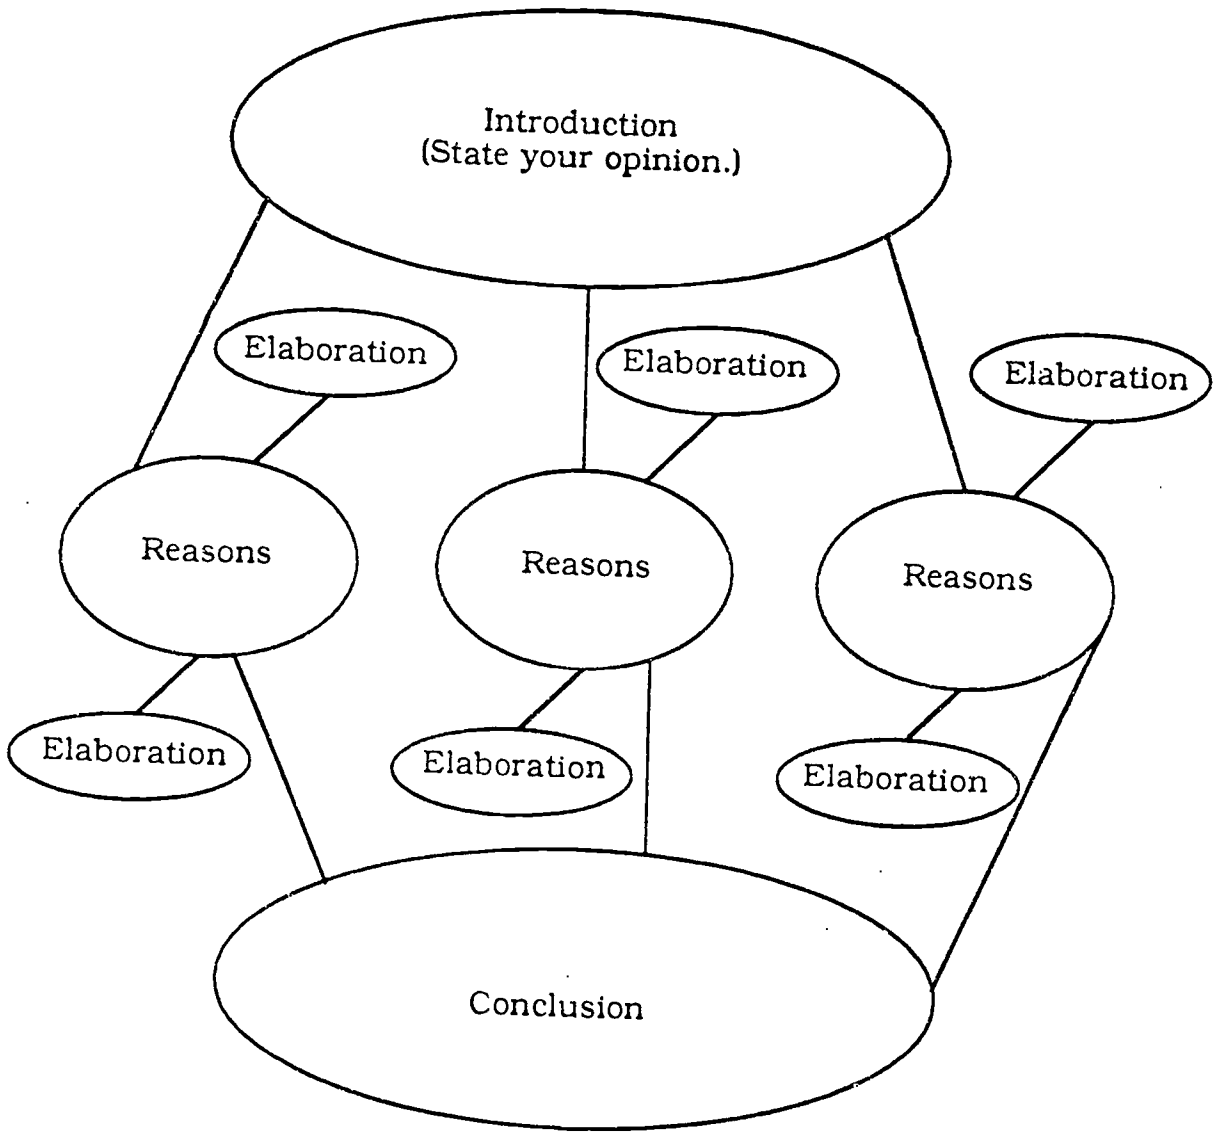 Introduction
(State your opinion.)
Elaboration
Elaboration
Elaboration
Reasons
Reasons
Reasons
Elaboration
Elaboration
Elaboration
Conclusion